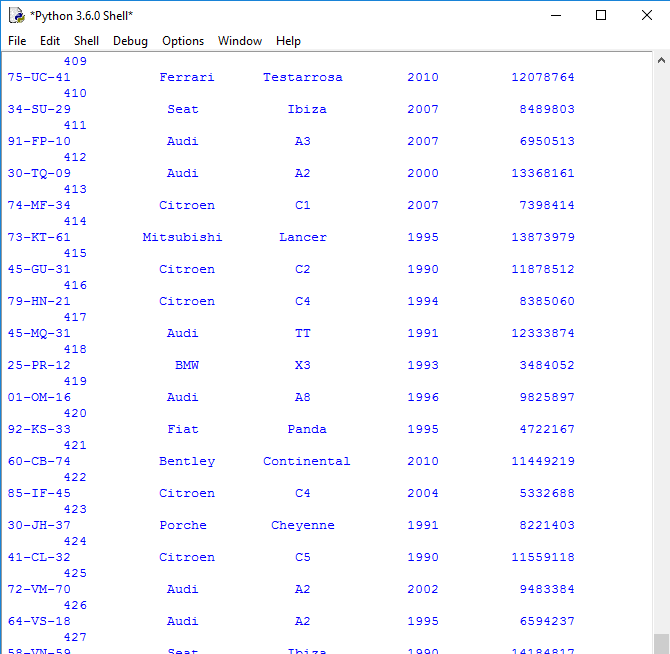 *Python 3.6.0 Shell*
File Edit Shell Debug Options Window Help
409
75-UC-41 Ferrari Testarrosa 2010 12078764
410
34-SU-29 Seat Ibiza 2007 8489803
411
91-FP-10 Audi A3 2007 6950513
412
30-TQ-09 Audi A2 2000 13368161
413
74-MF-34 Citroen C1 2007 7398414
414
73-KT-61 Mitsubishi Lancer 1995 13873979
415
45-GU-31 Citroen C2 1990 11878512
416
79-HN-21 Citroen C4 1994 8385060
417
45-MQ-31 Audi TT 1991 12333874
418
25-PR-12 BMW X3 1993 3484052
419
01-OM-16 Audi A8 1996 9825897
420
92-KS-33 Fiat Panda 1995 4722167
421
60-CB-74 Bentley Continental 2010 11449219
422
85-IF-45 Citroen C4 2004 5332688
423
30-JH-37 Porche Cheyenne 1991 8221403
424
41-CL-32 Citroen C5 1990 11559118
425
72-VM-70 Audi A2 2002 9483384
426
64-VS-18 Audi A2 1995 6594237
427
58-VN-59 Seat Ibiza 1990 14184817